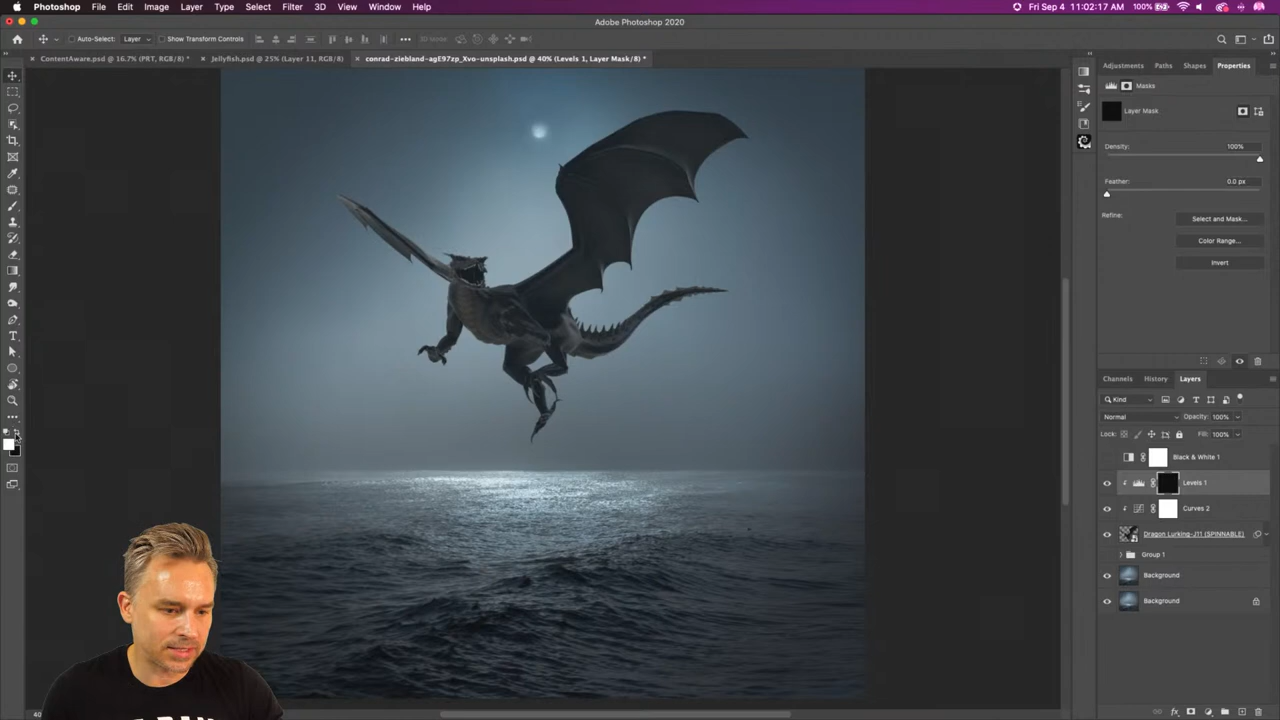 Photoshop File Edit Image Layer Type Select Filter 3D View Window Help 100% Fri Sep 4 11:02:17 AM
Adobe Photoshop 2020
Auto-Select: Layer Show Transform Controls 3D Mode:
ContentAware.psd @ 16.7% (PRT, RGB/8) * Jellyfish.psd @ 25% (Layer 11, RGB/8) conrad-ziebland-agE97zp_Xvo-unsplash.psd @ 40% (Levels 1, Layer Mask/8) *
Adjustments Paths Shapes Properties
Masks
Layer Mask
Density: 100%
Feather: 0.0 px
Refine: Select and Mask...
Color Range...
Invert
Channels History Layers
Kind
Normal Opacity: 100%
Lock: Fill: 100%
Black & White 1
Levels 1
Curves 2
Dragon Lurking-J11 (SPINNABLE)
Group 1
Background
Background
40